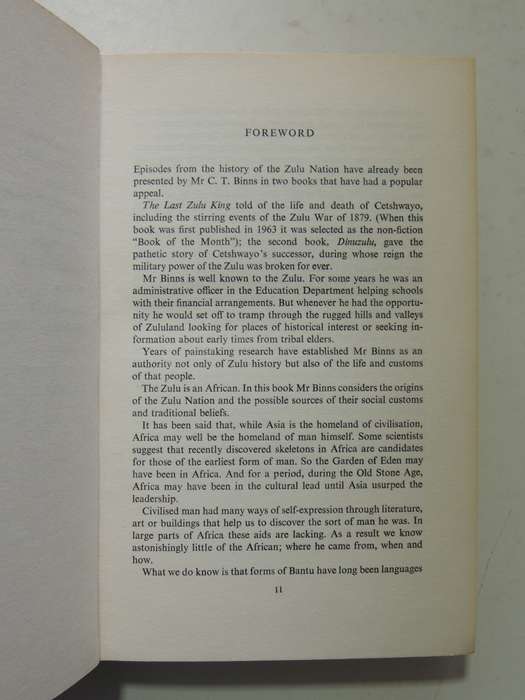 FOREWORD
Episodes from the history of the Zulu Nation have already been
presented by Mr C. T. Binns in two books that have had a popular
appeal.
The Last Zulu King told of the life and death of Cetshwayo,
including the stirring events of the Zulu War of 1879. (When this
book was first published in 1963 it was selected as the non-fiction
“Book of the Month”); the second book, Dinuzulu, gave the
pathetic story of Cetshwayo’s successor, during whose reign the
military power of the Zulu was broken for ever.
Mr Binns is well known to the Zulu. For some years he was an
administrative officer in the Education Department helping schools
with their financial arrangements. But whenever he had the opportu-
nity he would set off to tramp through the rugged hills and valleys
of Zululand looking for places of historical interest or seeking in-
formation about early times from tribal elders.
Years of painstaking research have established Mr Binns as an
authority not only of Zulu history but also of the life and customs
of that people.
The Zulu is an African. In this book Mr Binns considers the origins
of the Zulu Nation and the possible sources of their social customs
and traditional beliefs.
It has been said that, while Asia is the homeland of civilisation,
Africa may well be the homeland of man himself. Some scientists
suggest that recently discovered skeletons in Africa are candidates
for those of the earliest form of man. So the Garden of Eden may
have been in Africa. And for a period, during the Old Stone Age,
Africa may have been in the cultural lead until Asia usurped the
leadership.
Civilised man had many ways of self-expression through literature,
art or buildings that help us to discover the sort of man he was. In
large parts of Africa these aids are lacking. As a result we know
astonishingly little of the African; where he came from, when and
how.
What we do know is that forms of Bantu have long been languages
11